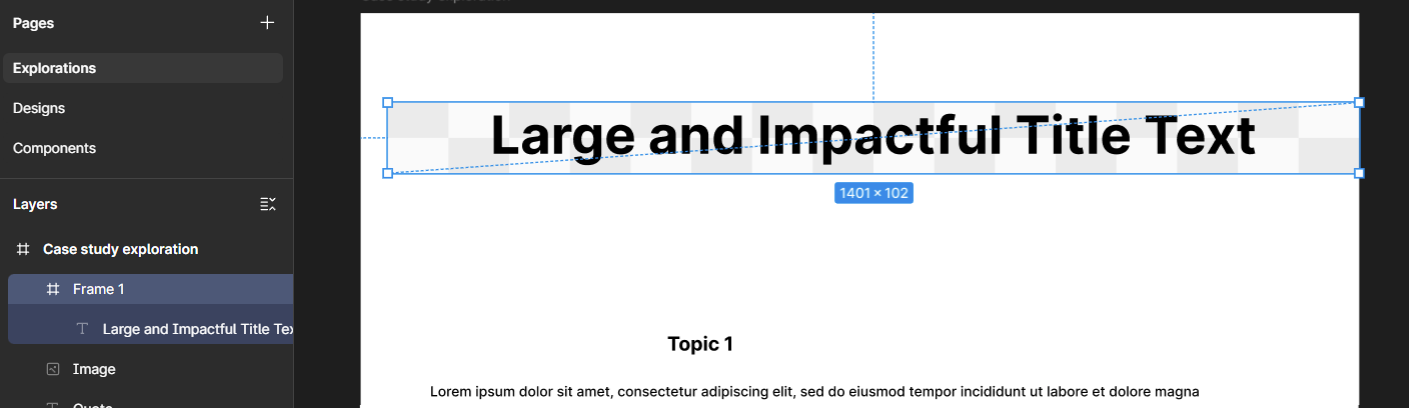 Pages
Explorations
Designs
Components
Layers
Case study exploration
Frame 1
Large and Impactful Title Tex
Image
Quote
Large and Impactful Title Text
1401 × 102
Topic 1
Lorem ipsum dolor sit amet, consectetur adipiscing elit, sed do eiusmod tempor incididunt ut labore et dolore magna